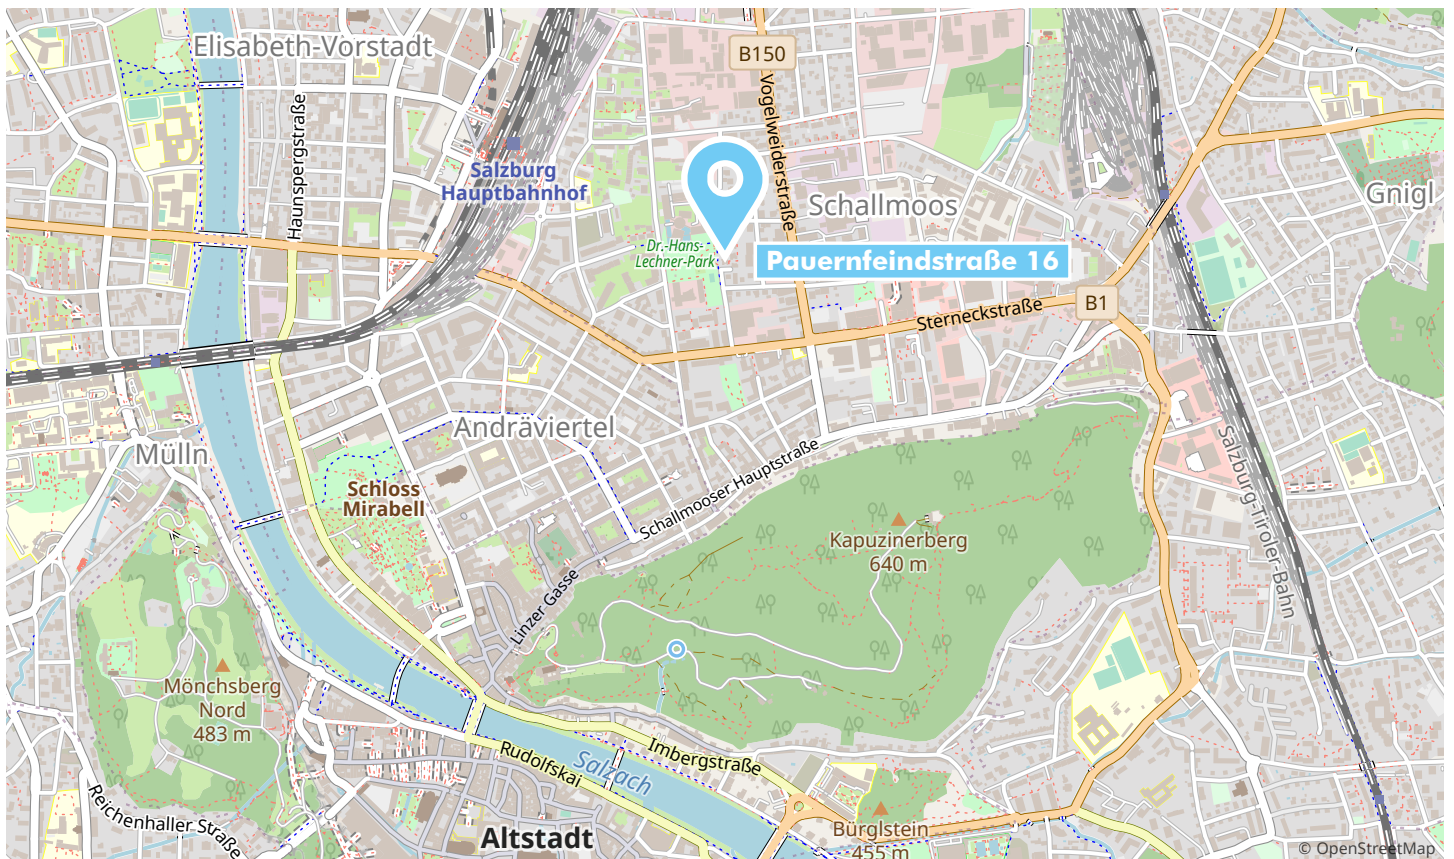 Elisabeth-Vorstadt
B150
Vogelweiderstraße
Haunspergstraße
Salzburg
Hauptbahnhof
Schallmoos
Gnigl
Dr.-Hans-
Lechner-Park
Pauernfeindstraße 16
B1
Sterneckstraße
Andräviertel
Mülln
Schallmooser Hauptstraße
Salzburg-Tiroler-Bahn
Schloss
Mirabell
Kapuzinerberg
640 m
Linzer Gasse
Mönchsberg
Nord
483 m
Imbergstraße
Rudolfskai
Salzach
Reichenhaller Straße
Altstadt
Bürglstein
455 m
© OpenStreetMap